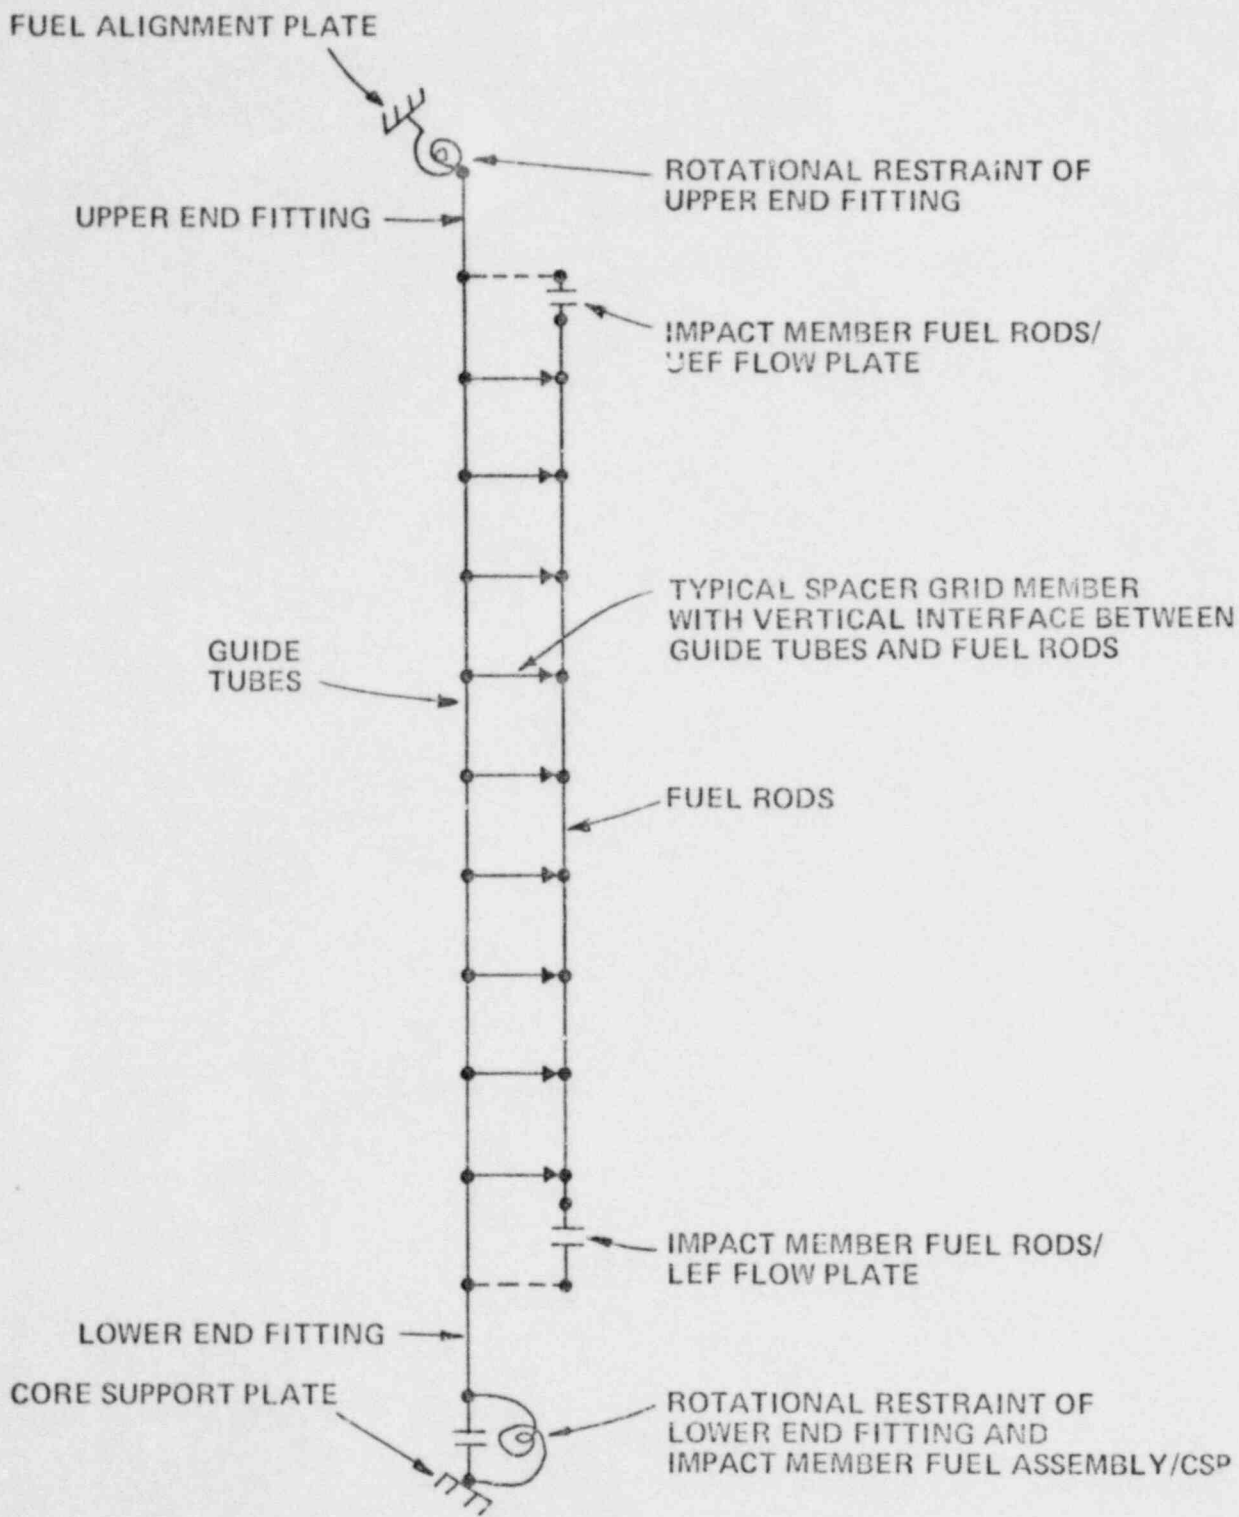 FUEL ALIGNMENT PLATE
ROTATIONAL RESTRAINT OF
UPPER END FITTING
UPPER END FITTING
IMPACT MEMBER FUEL RODS/
UEF FLOW PLATE
TYPICAL SPACER GRID MEMBER
WITH VERTICAL INTERFACE BETWEEN
GUIDE TUBES AND FUEL RODS
GUIDE
TUBES
FUEL RODS
IMPACT MEMBER FUEL RODS/
LEF FLOW PLATE
LOWER END FITTING
CORE SUPPORT PLATE
ROTATIONAL RESTRAINT OF
LOWER END FITTING AND
IMPACT MEMBER FUEL ASSEMBLY/CSP